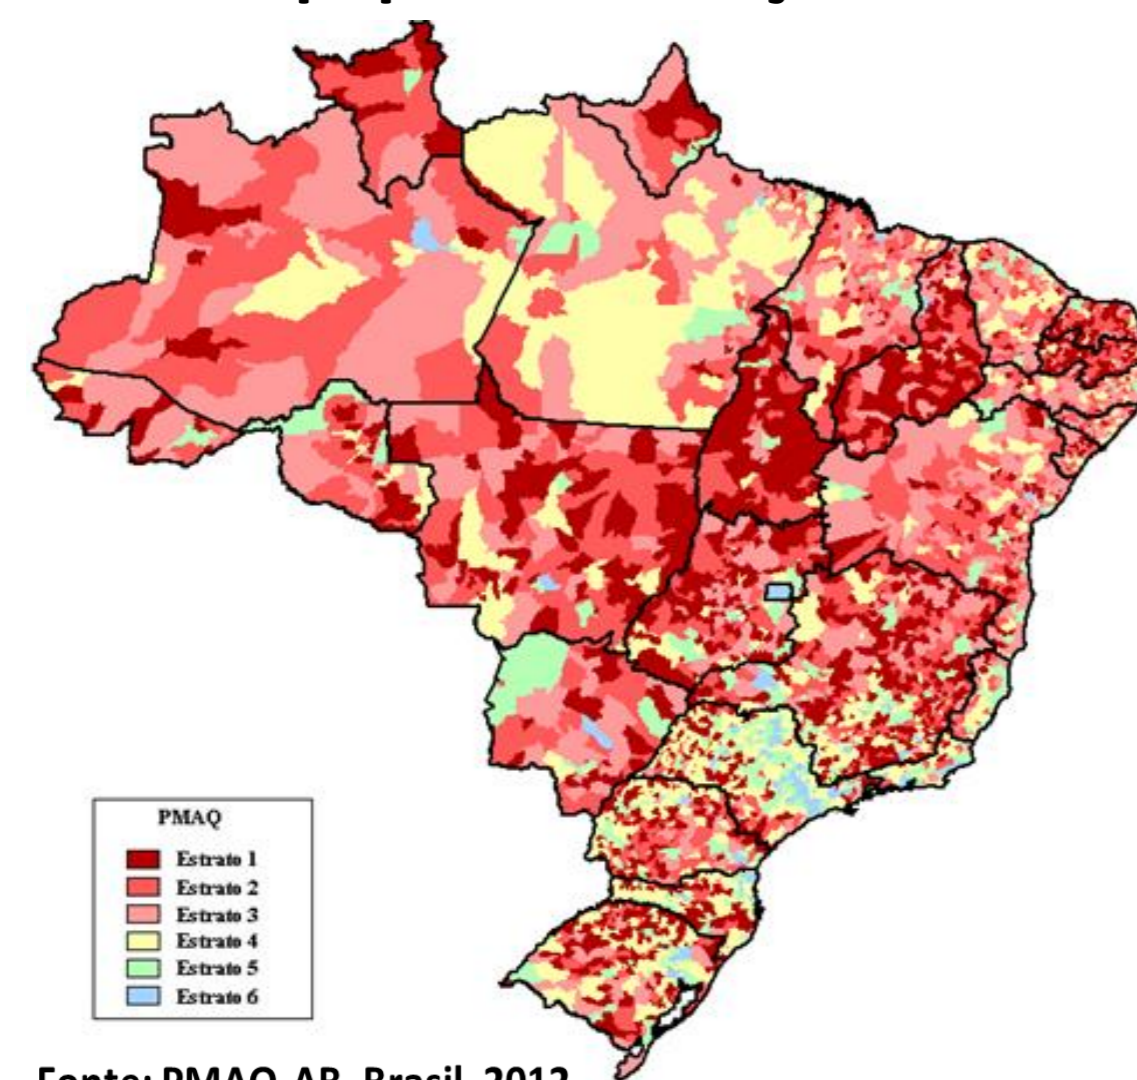 PMAQ
Estrato 1
Estrato 2
Estrato 3
Estrato 4
Estrato 5
Estrato 6
Fonte: PMAQ-AB, Brasil, 2012